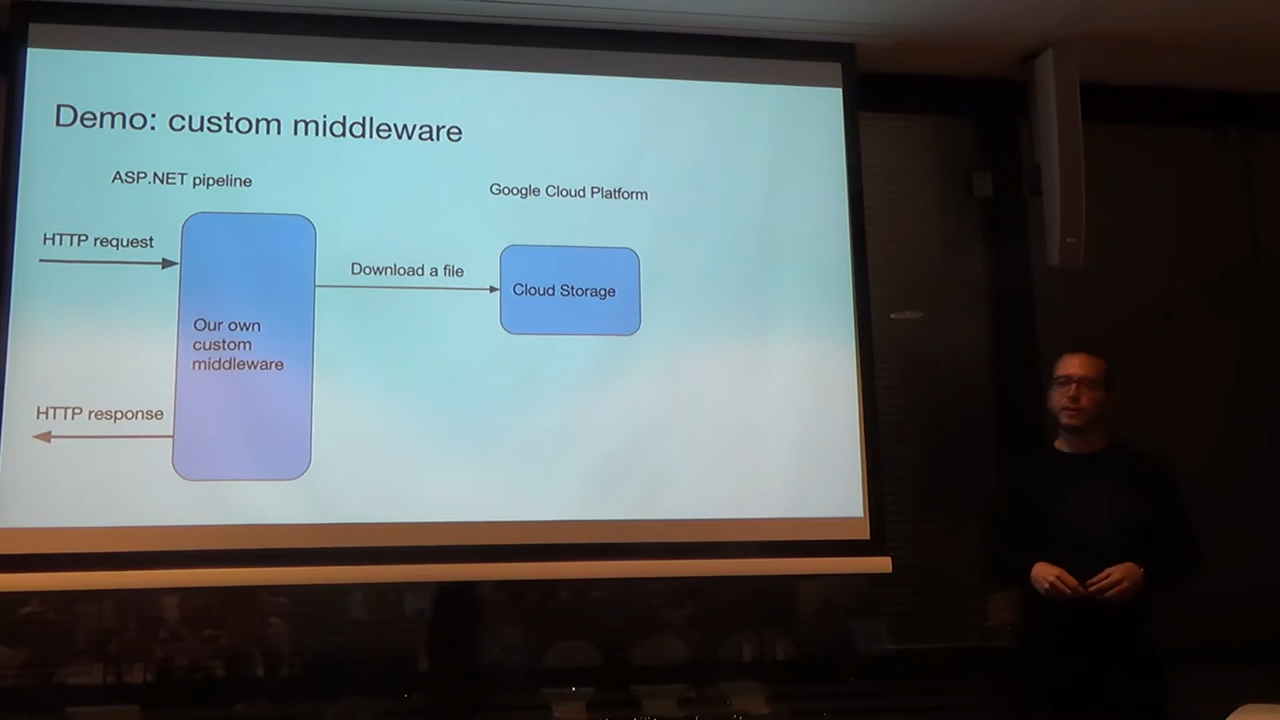 Demo: custom middleware
ASP.NET pipeline
Google Cloud Platform
HTTP request
Download a file
Cloud Storage
Our own
custom
middleware
HTTP response